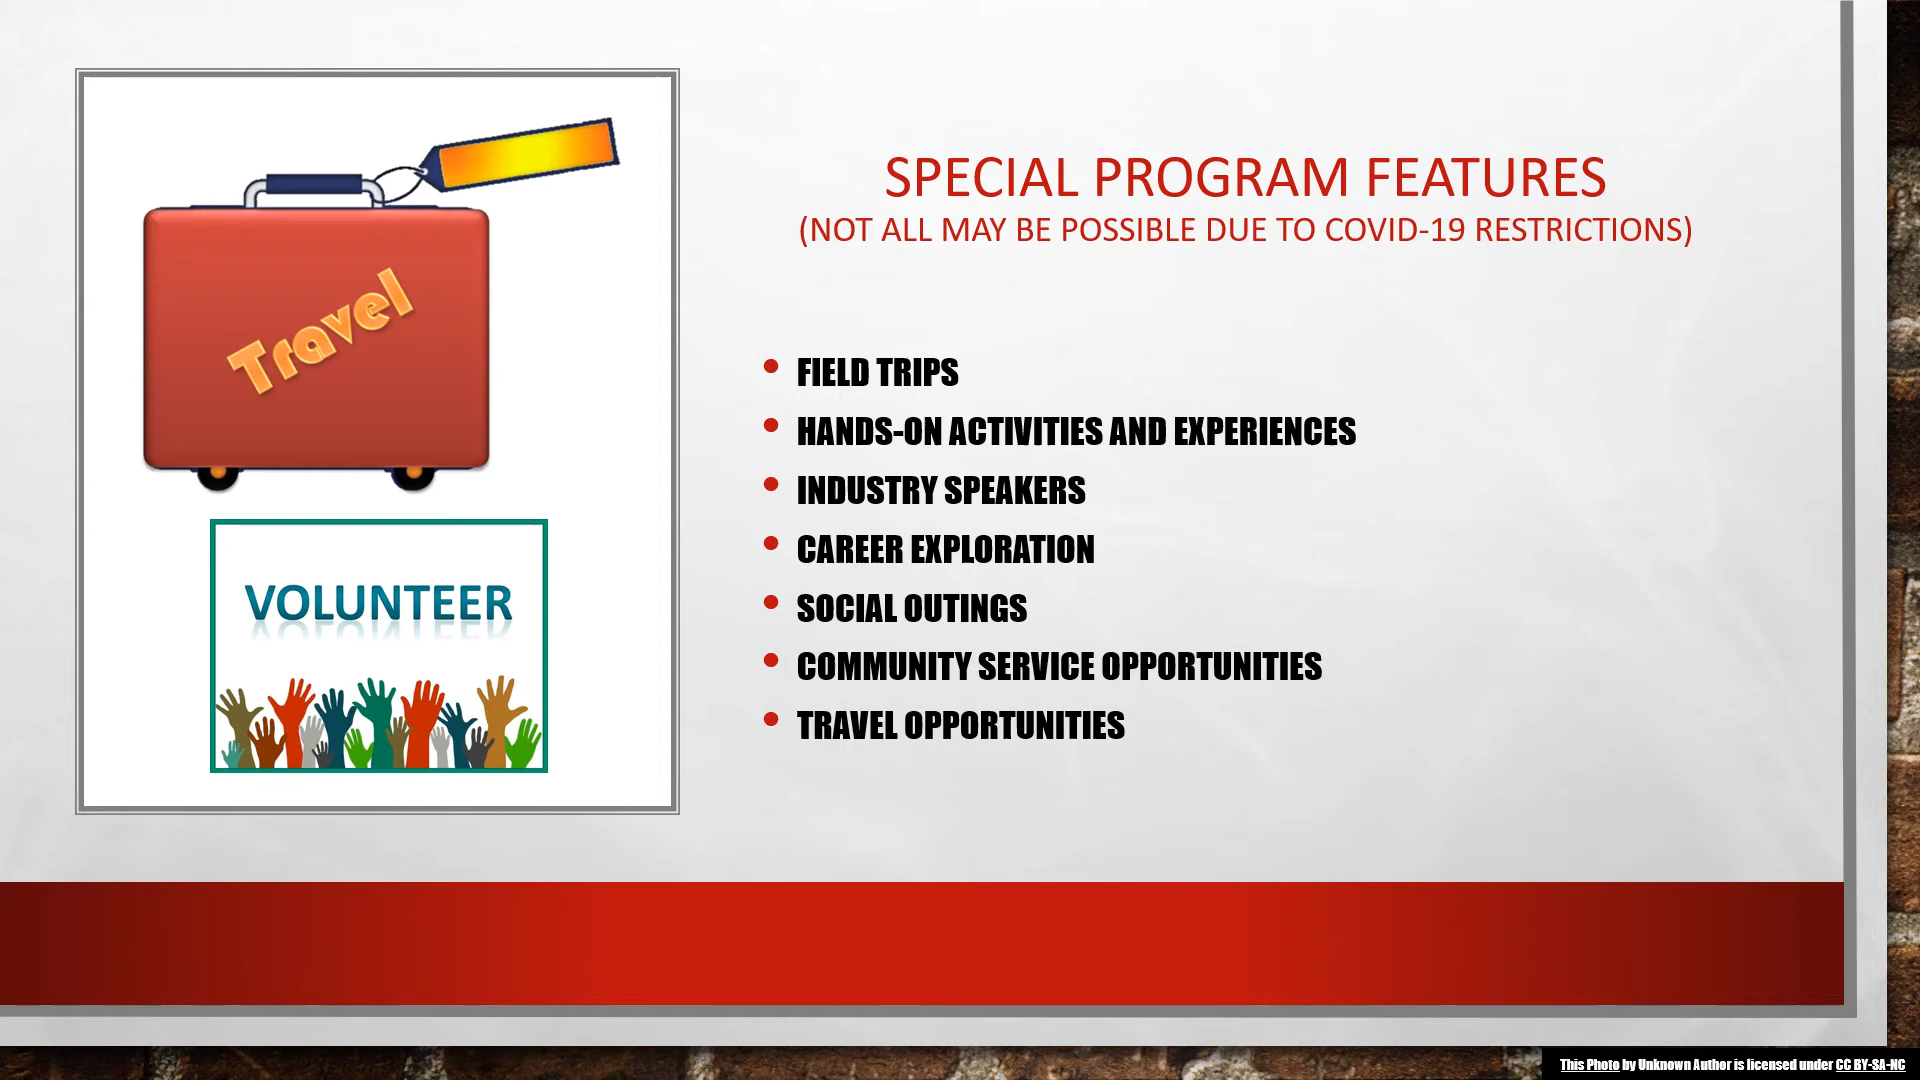 Travel
VOLUNTEER
SPECIAL PROGRAM FEATURES
(NOT ALL MAY BE POSSIBLE DUE TO COVID-19 RESTRICTIONS)
• FIELD TRIPS
• HANDS-ON ACTIVITIES AND EXPERIENCES
• INDUSTRY SPEAKERS
• CAREER EXPLORATION
• SOCIAL OUTINGS
• COMMUNITY SERVICE OPPORTUNITIES
• TRAVEL OPPORTUNITIES
This Photo by Unknown Author is licensed under CC BY-SA-NC